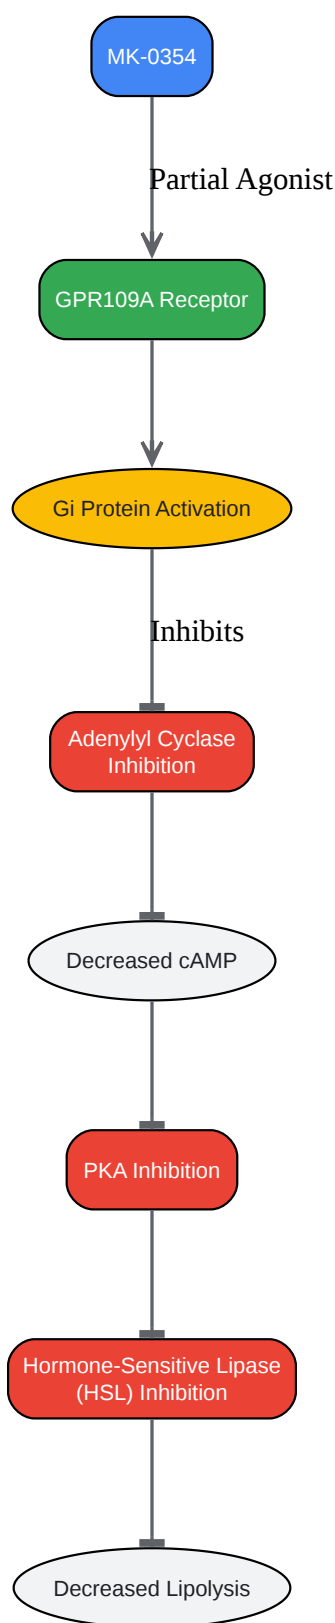 MK-0354
Partial Agonist
GPR109A Receptor
Gi Protein Activation
Inhibits
Adenylyl Cyclase
Inhibition
Decreased cAMP
PKA Inhibition
Hormone-Sensitive Lipase
(HSL) Inhibition
Decreased Lipolysis